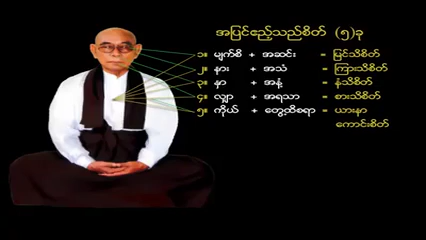 အပြင်ဧည့်သည်စိတ် (၅)ခု
၁။ မျက်စိ + အဆင်း = မြင်သိစိတ်
၂။ နား + အသံ = ကြားသိစိတ်
၃။ နှာ + အနံ့ = နံသိစိတ်
၄။ လျှာ + အရသာ = စားသိစိတ်
၅။ ကိုယ် + တွေ့ထိစရာ = ယားနာ
ကောင်းစိတ်